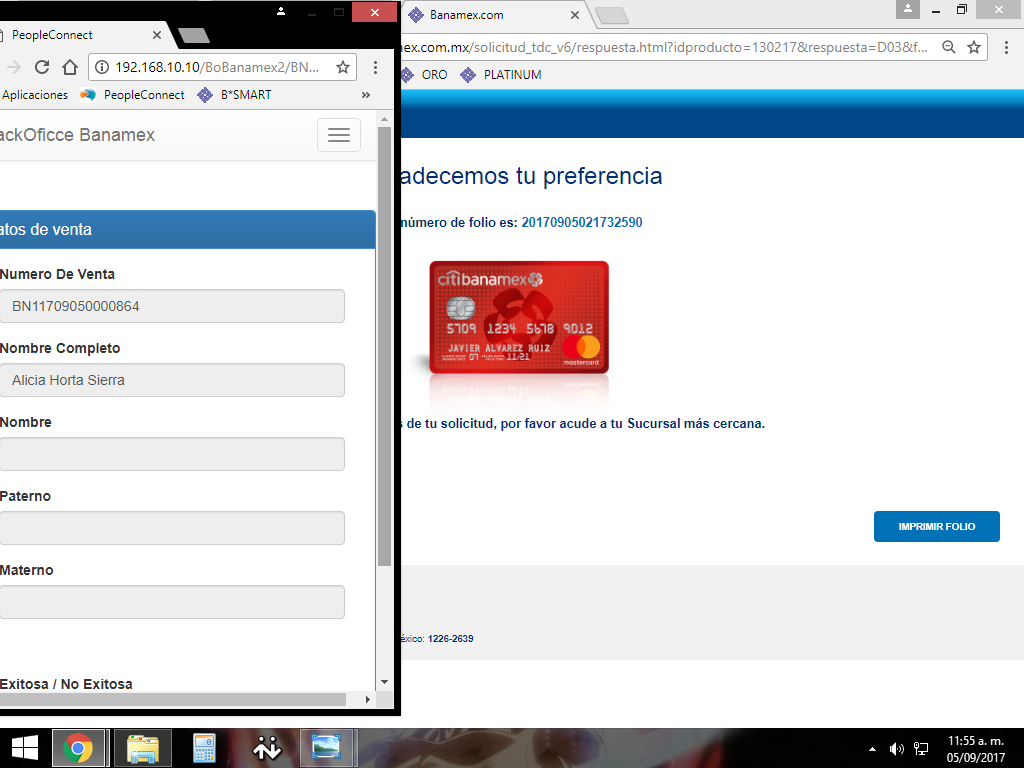 PeopleConnect
192.168.10.10/BoBanamex2/BN...
Aplicaciones PeopleConnect B*SMART »
ackOficce Banamex
atos de venta
Numero De Venta
BN11709050000864
Nombre Completo
Alicia Horta Sierra
Nombre
Paterno
Materno
Exitosa / No Exitosa
Banamex.com
nex.com.mx/solicitud_tdc_v6/respuesta.html?idproducto=130217&respuesta=D03&f...
ORO PLATINUM
adecemos tu preferencia
número de folio es: 20170905021732590
citibanamex
5709 1234 5678 9012
07 11/21
JAVIER ALVAREZ RUIZ
mastercard
s de tu solicitud, por favor acude a tu Sucursal más cercana.
IMPRIMIR FOLIO
éxico: 1226-2639
11:55 a. m.
05/09/2017